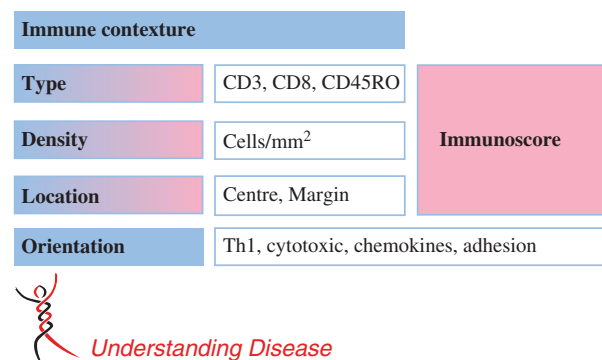 Immune contexture
Type CD3, CD8, CD45RO
Density Cells/mm² Immunoscore
Location Centre, Margin
Orientation Th1, cytotoxic, chemokines, adhesion
Understanding Disease